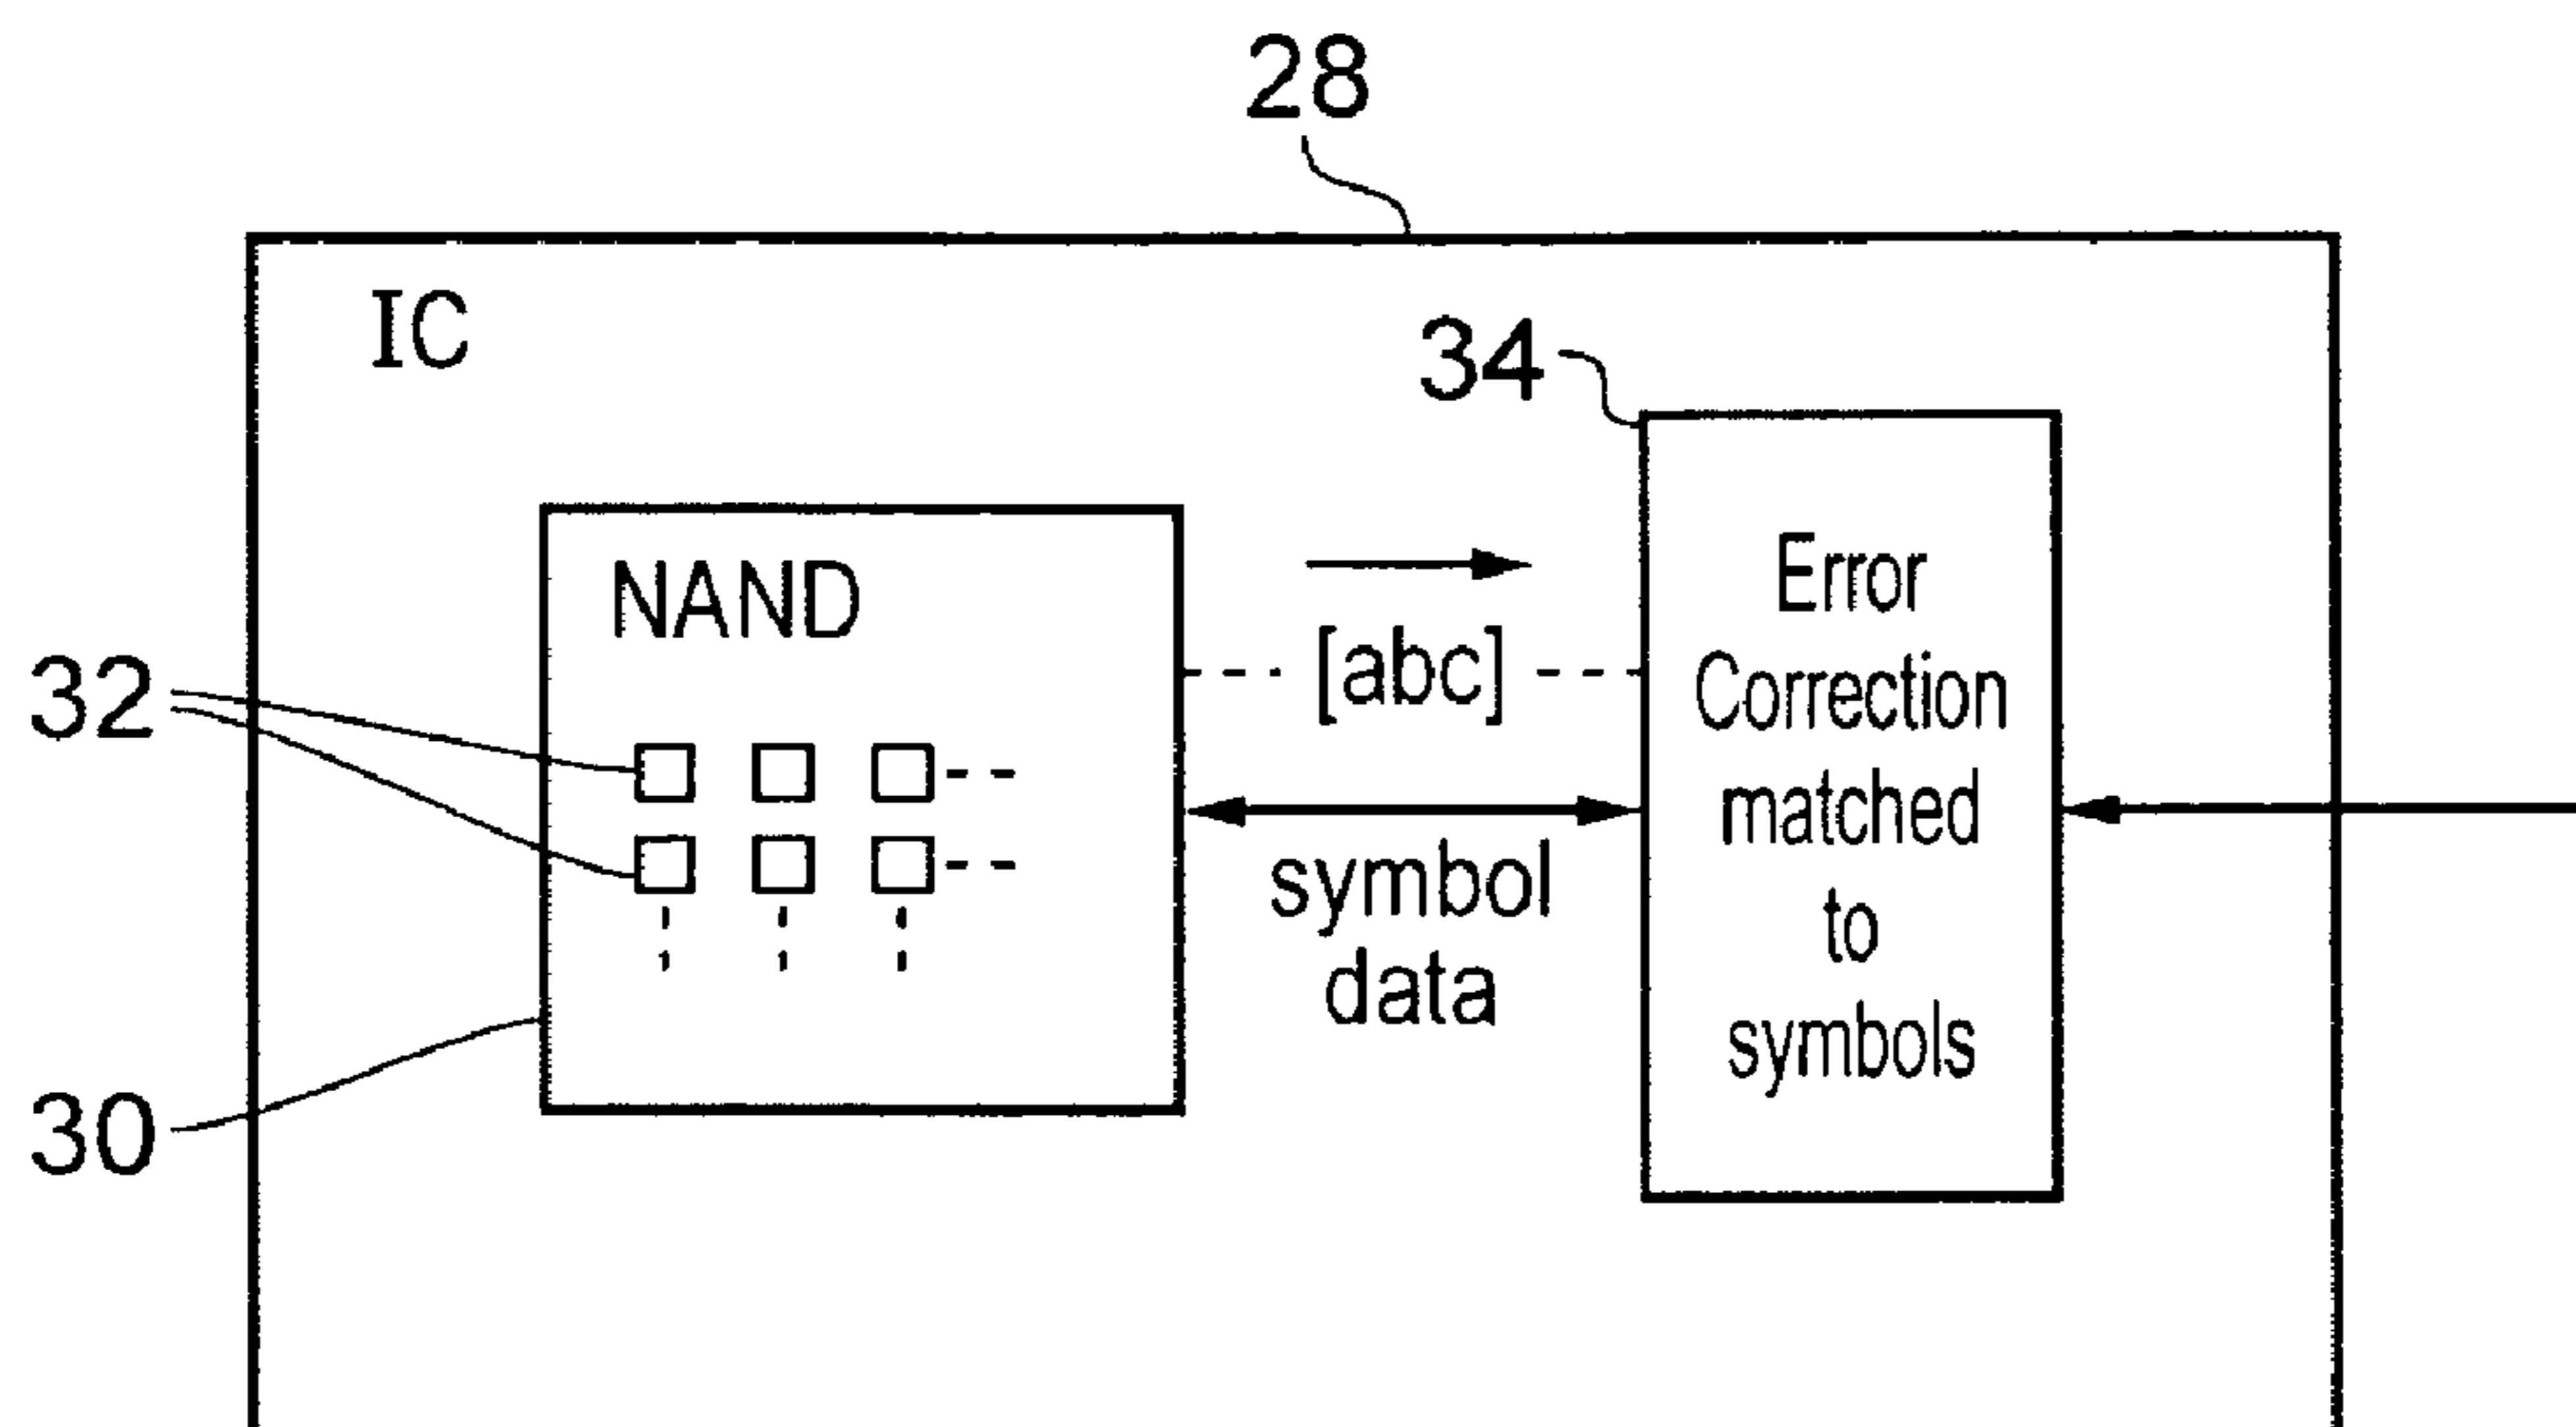 28
IC
34
NAND
[abc]
32
symbol
data
30
Error
Correction
matched
to
symbols